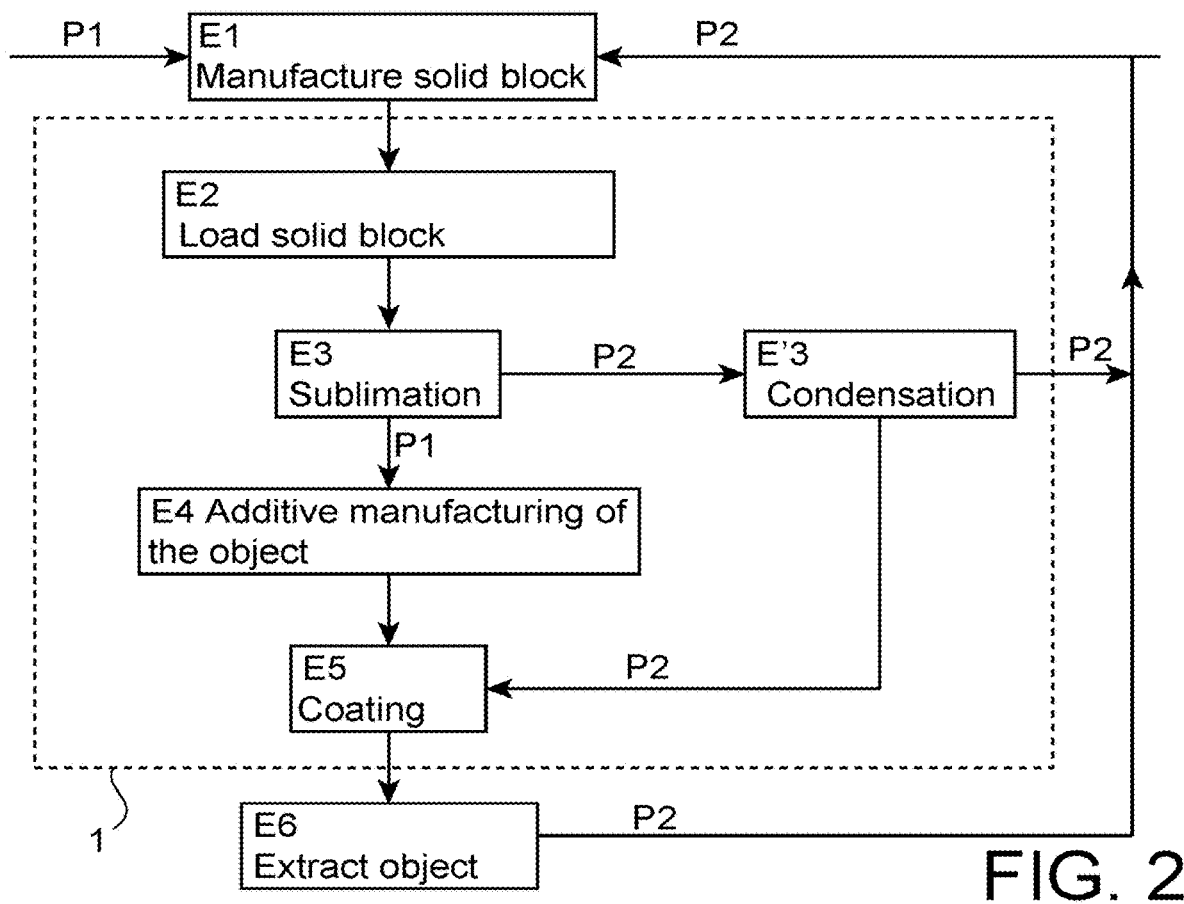 P1
E1
Manufacture solid block
P2
E2
Load solid block
E3
Sublimation
P2
E'3
Condensation
P2
P1
E4 Additive manufacturing of
the object
E5
Coating
P2
1
E6
Extract object
P2
FIG. 2